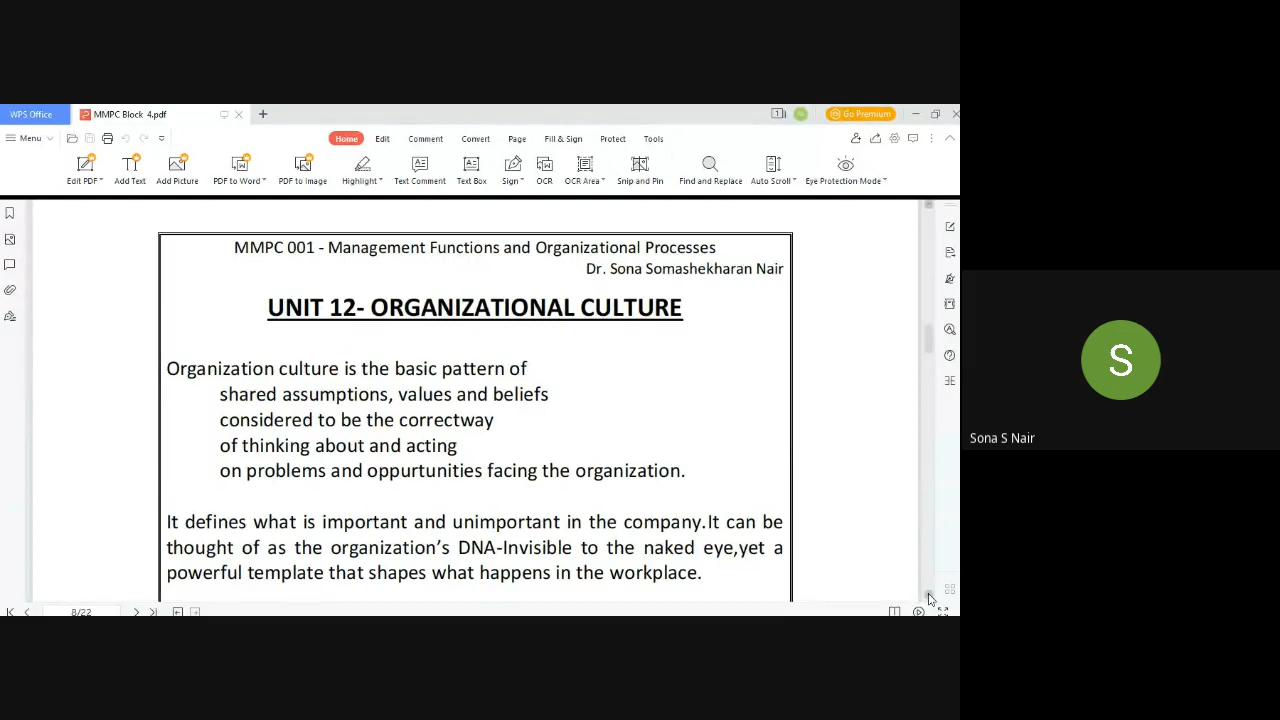 WPS Office
MMPC Block 4.pdf
+
1
Go Premium
Menu
Home
Edit
Comment
Convert
Page
Fill & Sign
Protect
Tools
Edit PDF
Add Text
Add Picture
PDF to Word
PDF to Image
Highlight
Text Comment
Text Box
Sign
OCR
OCR Area
Snip and Pin
Find and Replace
Auto Scroll
Eye Protection Mode
MMPC 001 - Management Functions and Organizational Processes
Dr. Sona Somashekharan Nair
UNIT 12- ORGANIZATIONAL CULTURE
Organization culture is the basic pattern of
shared assumptions, values and beliefs
considered to be the correctway
of thinking about and acting
on problems and oppurtunities facing the organization.
It defines what is important and unimportant in the company.It can be
thought of as the organization’s DNA-Invisible to the naked eye,yet a
powerful template that shapes what happens in the workplace.
8/22
S
Sona S Nair